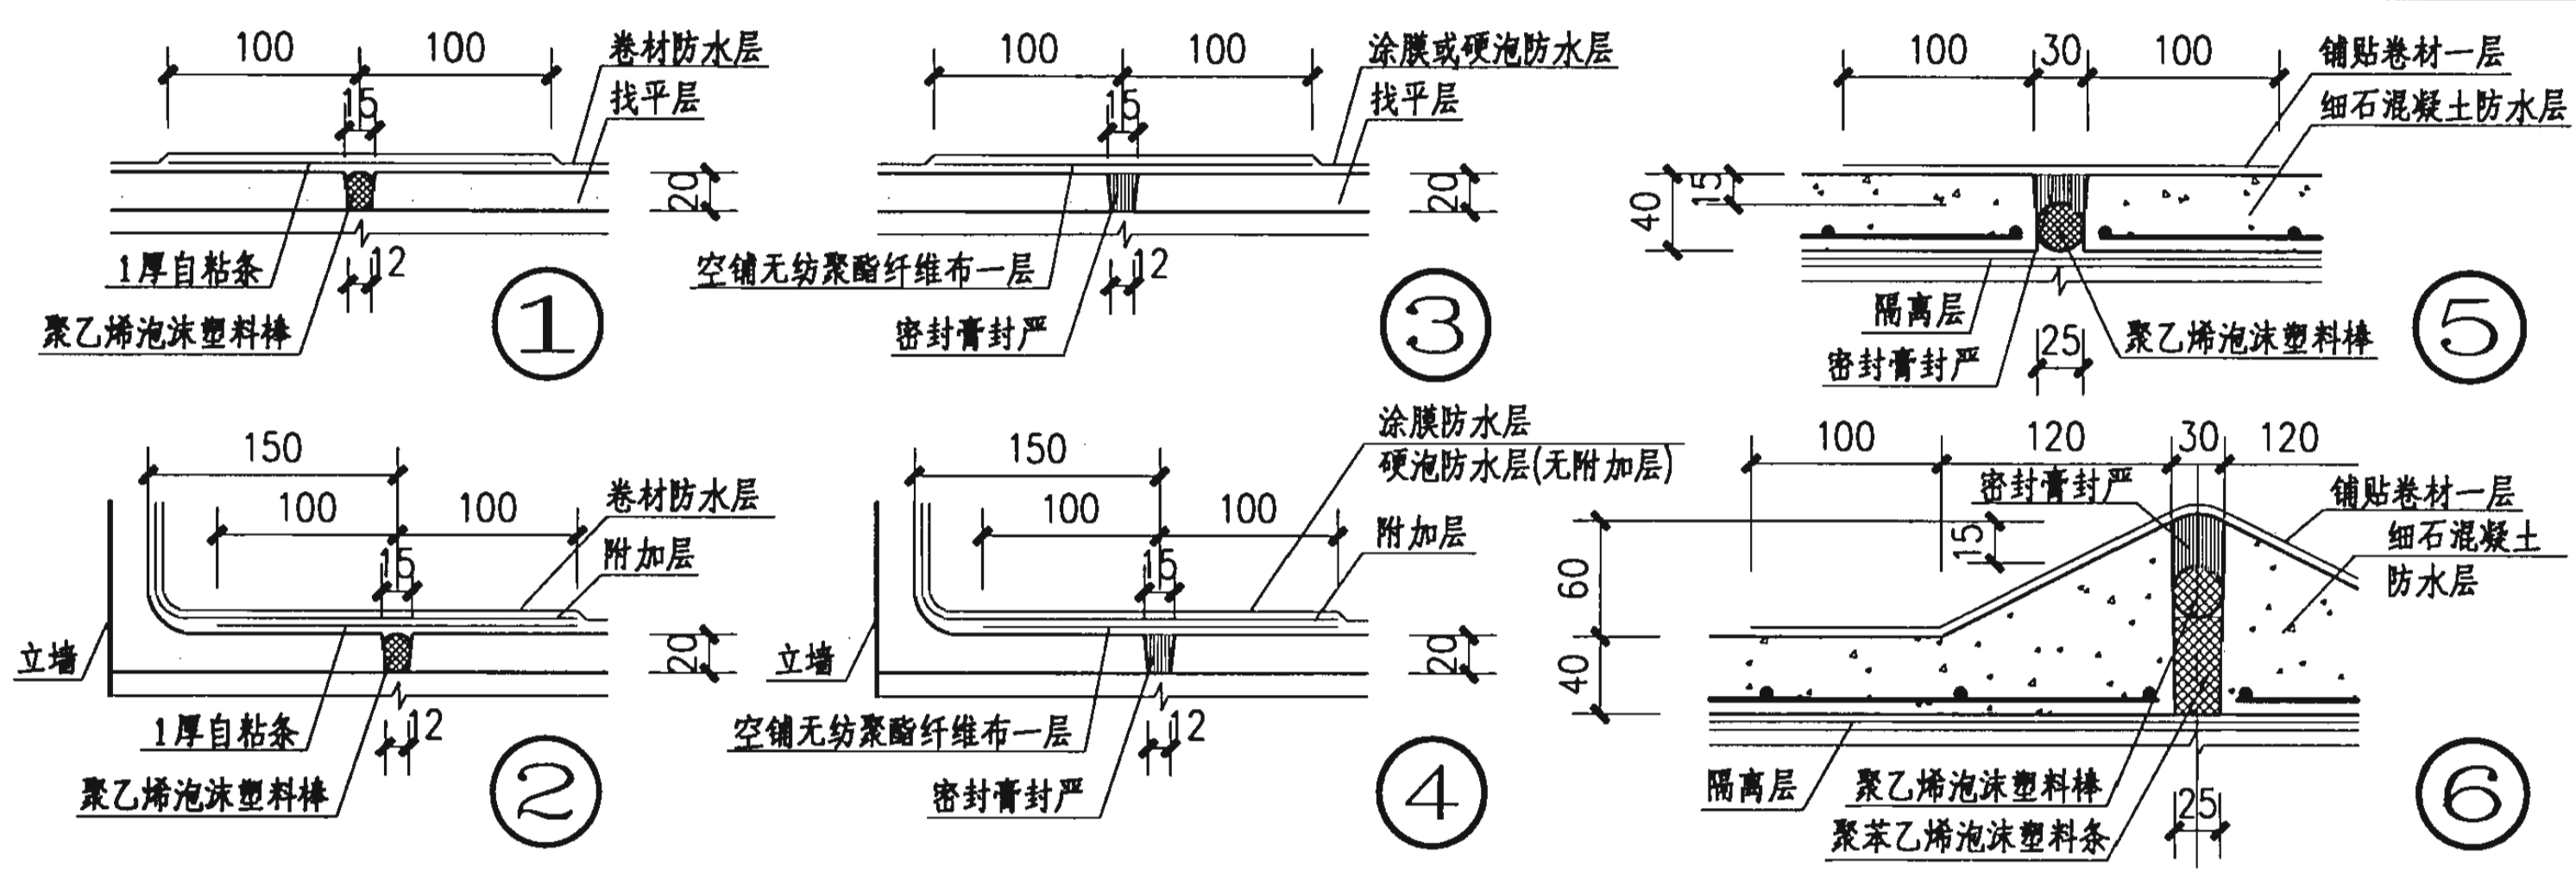 100
100
卷材防水层
找平层
15
20
12
1厚自粘条
聚乙烯泡沫塑料棒
1
100
100
涂膜或硬泡防水层
找平层
15
20
12
空铺无纺聚酯纤维布一层
密封膏封严
3
100
30
100
铺贴卷材一层
细石混凝土防水层
15
40
隔离层
密封膏封严
25
聚乙烯泡沫塑料棒
5
150
100
100
卷材防水层
附加层
15
立墙
20
1厚自粘条
12
聚乙烯泡沫塑料棒
2
150
100
100
涂膜防水层
硬泡防水层(无附加层)
附加层
15
立墙
20
空铺无纺聚酯纤维布一层
12
密封膏封严
4
100
120
30
120
密封膏封严
铺贴卷材一层
细石混凝土
防水层
15
60
40
隔离层
聚乙烯泡沫塑料棒
聚苯乙烯泡沫塑料条
25
6